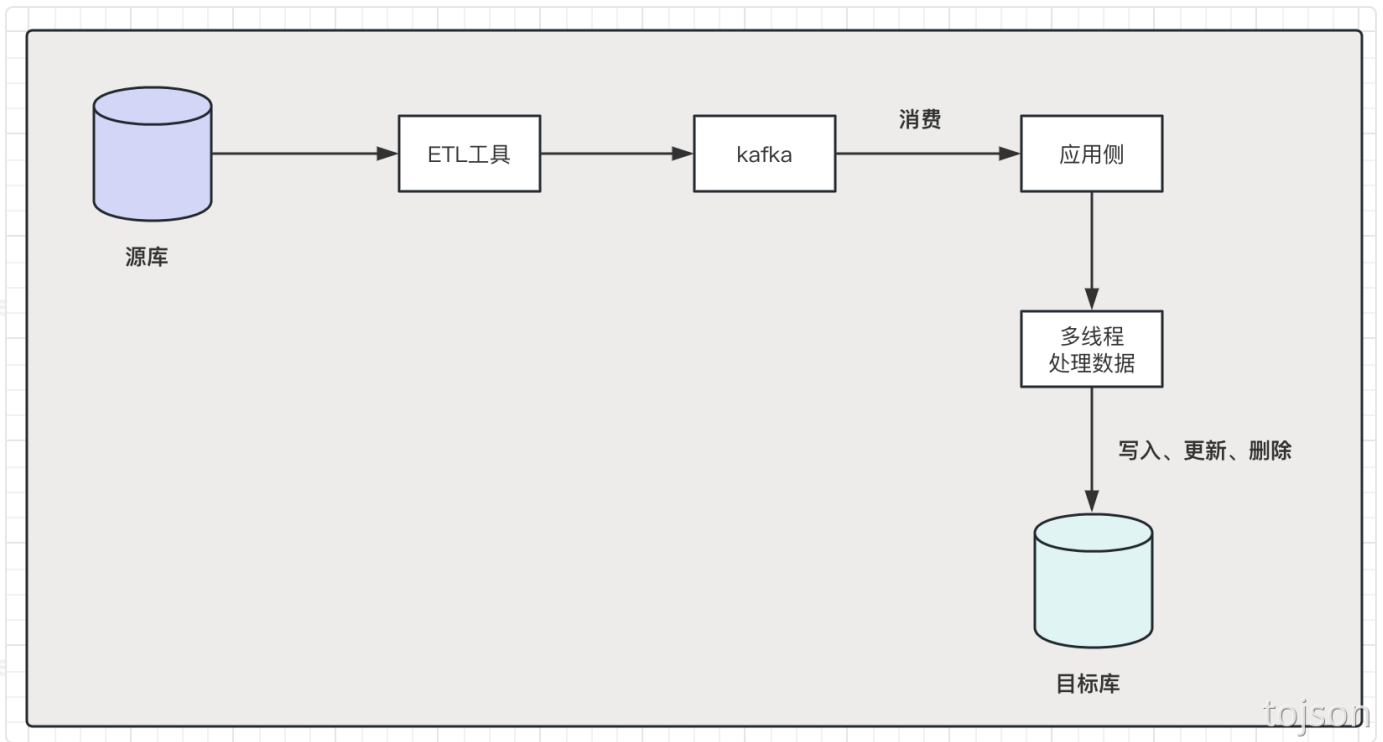 消费
ETL工具
kafka
应用侧
源库
多线程
处理数据
写入、更新、删除
目标库
tojson